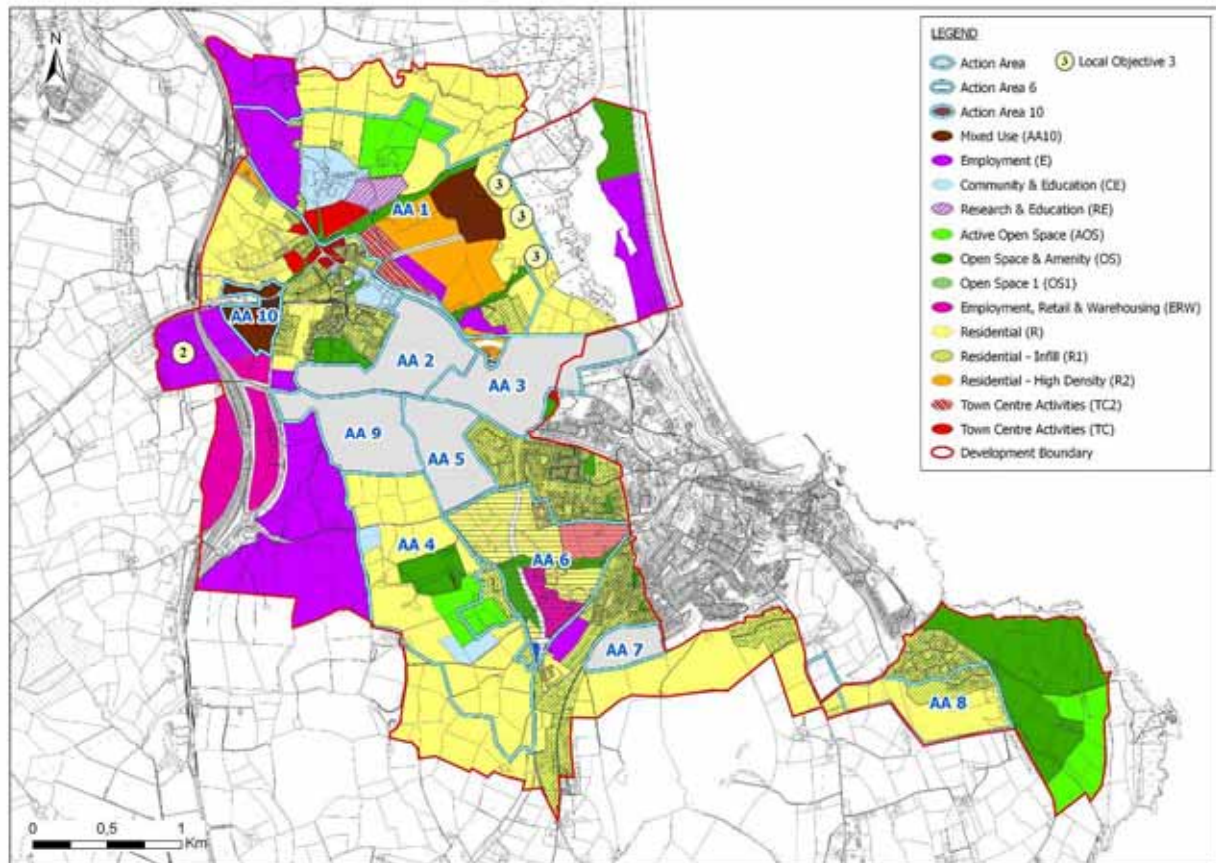 N
LEGEND
Action Area
3 Local Objective 3
Action Area 6
Action Area 10
Mixed Use (AA10)
Employment (E)
Community & Education (CE)
Research & Education (RE)
Active Open Space (AOS)
Open Space & Amenity (OS)
Open Space 1 (OS1)
Employment, Retail & Warehousing (ERW)
Residential (R)
Residential - Infill (R1)
Residential - High Density (R2)
Town Centre Activities (TC2)
Town Centre Activities (TC)
Development Boundary
3
AA 1
3
3
AA 10
2
AA 2
AA 3
AA 9
AA 5
AA 4
AA 6
AA 7
AA 8
0 0,5 1
Km